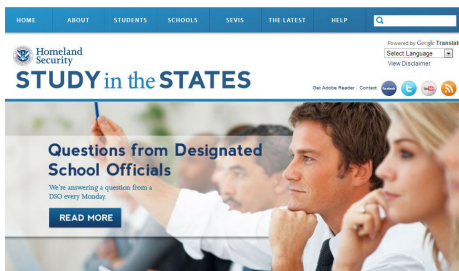 HOME ABOUT STUDENTS SCHOOLS SEVIS THE LATEST HELP
Powered by Google Translate
Select Language
View Disclaimer
Homeland
Security
STUDY in the STATES
Get Adobe Reader Contact facebook
Questions from Designated
School Officials
We're answering a question from a
DSO every Monday.
READ MORE